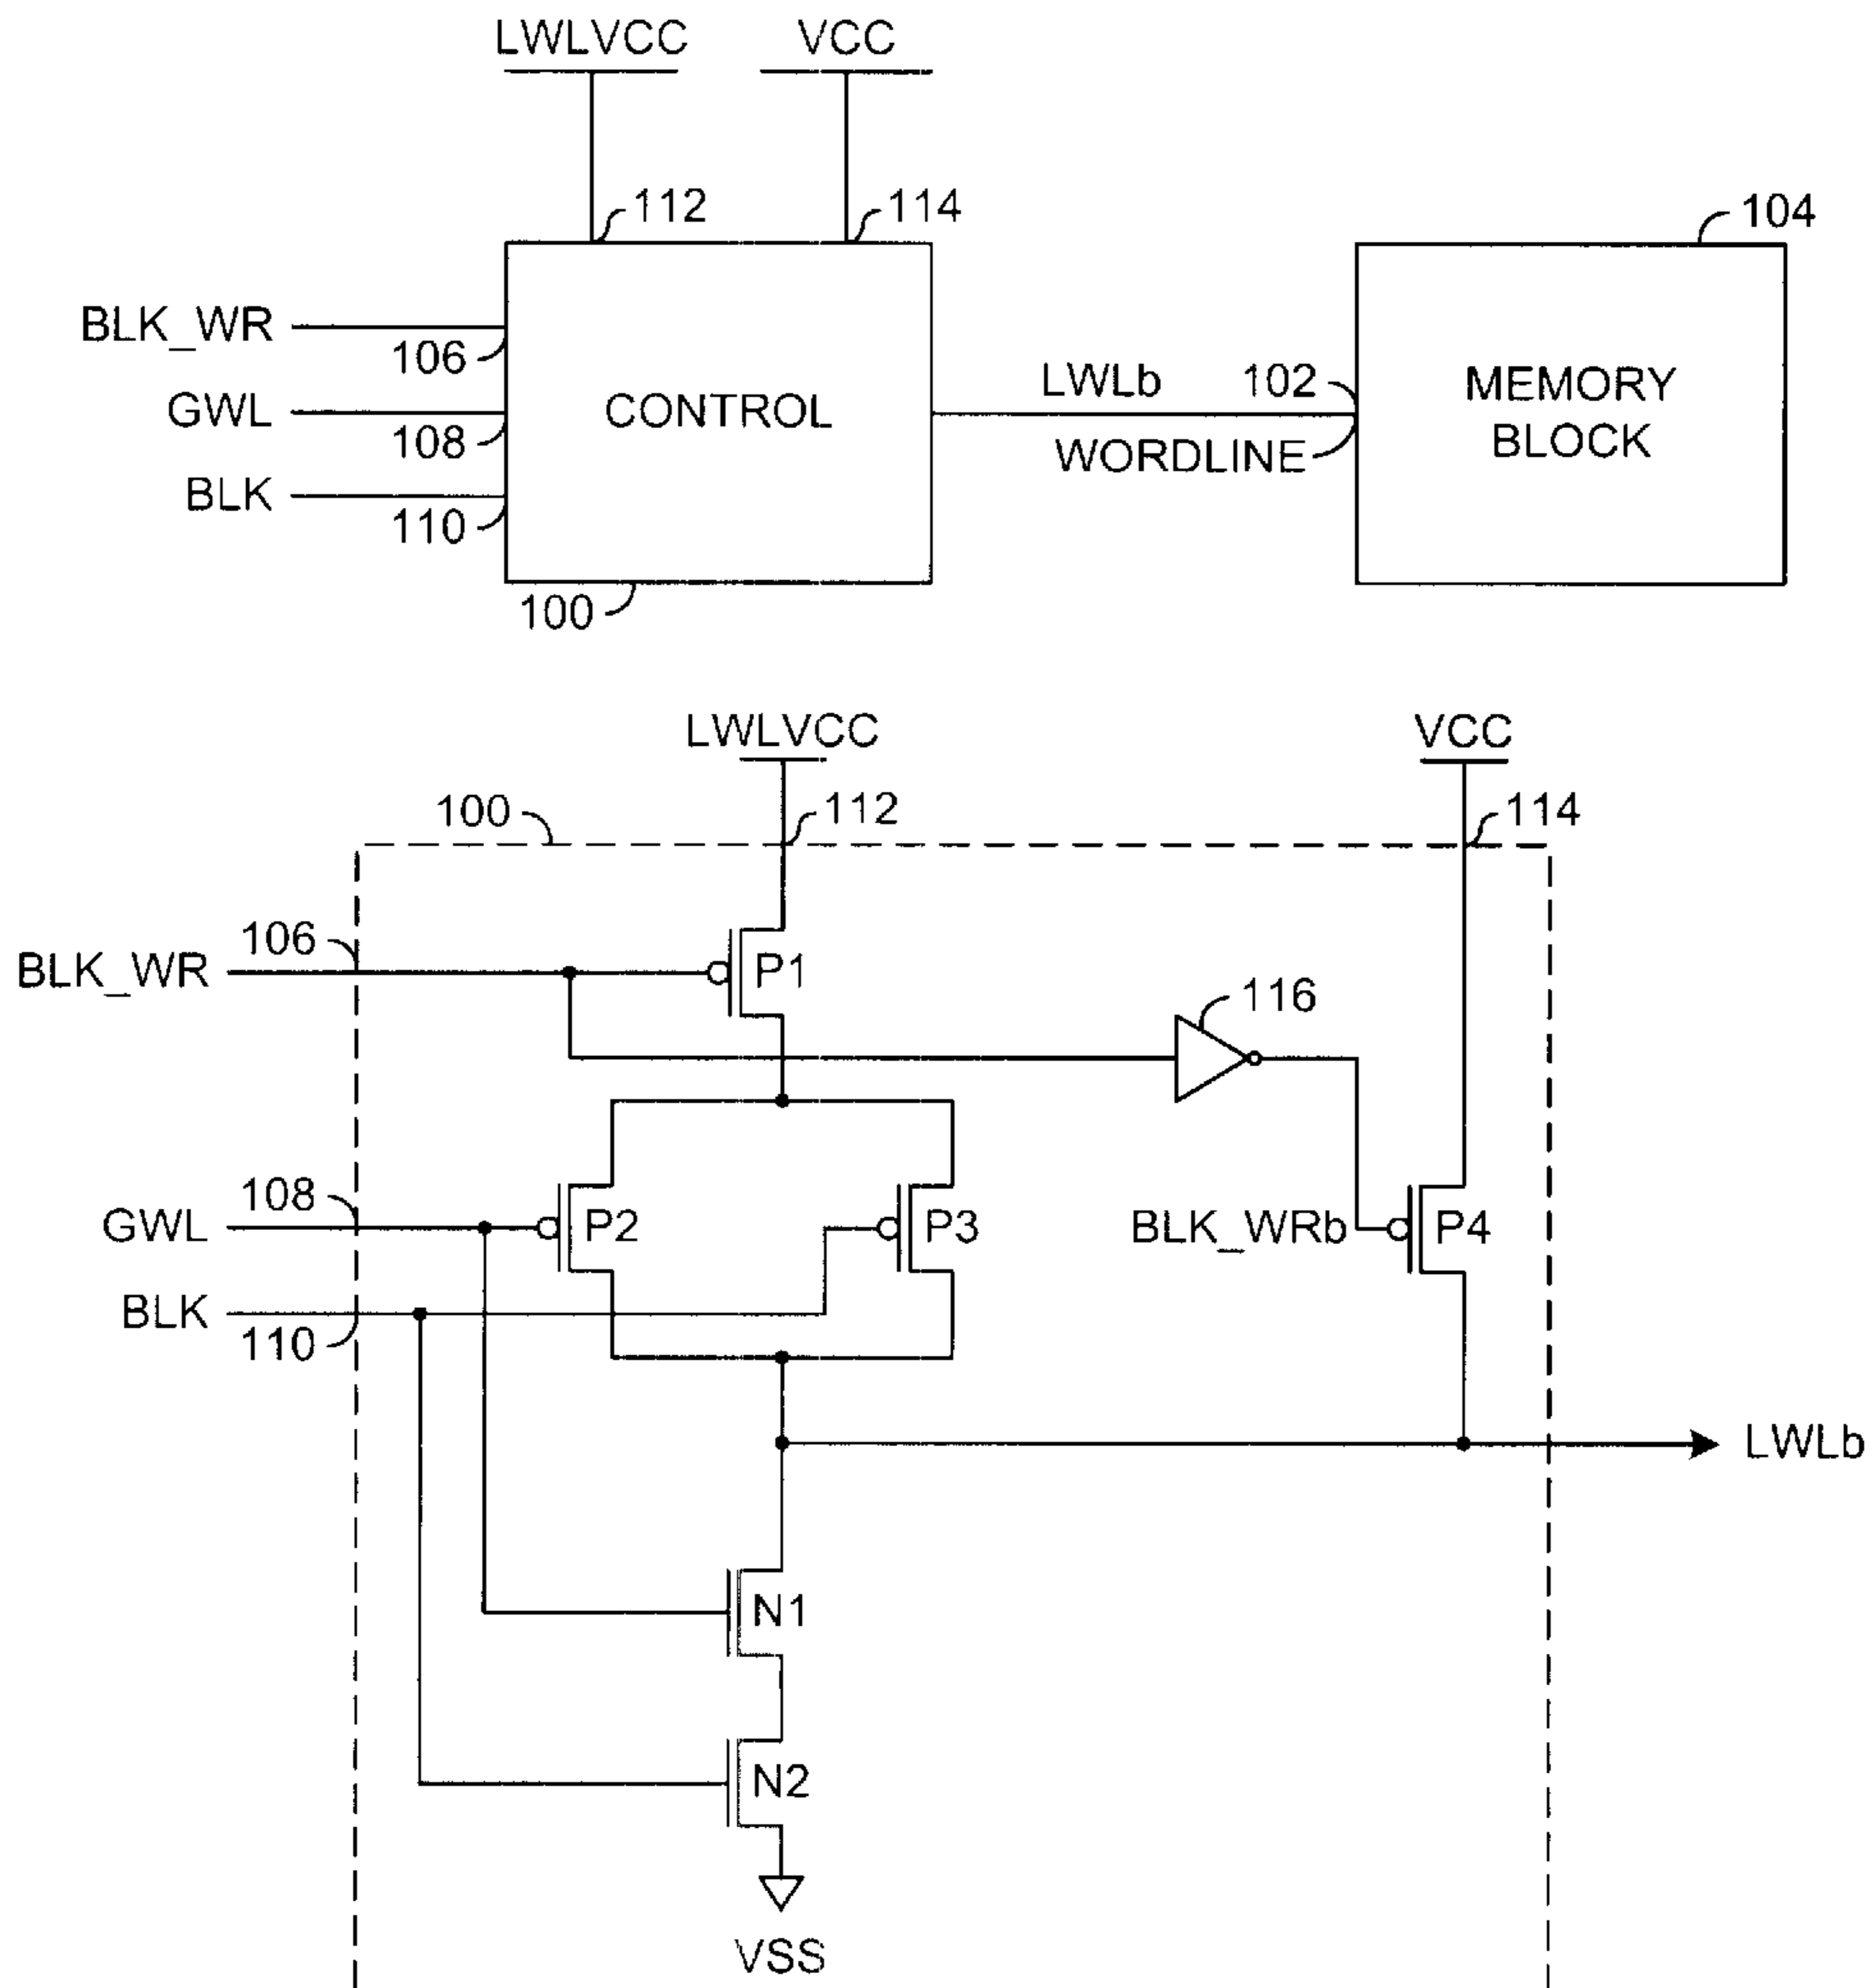 LWLVCC VCC
112 114 104
BLK_WR
106
GWL
108
BLK
110
CONTROL
100
LWLb 102
WORDLINE
MEMORY
BLOCK
LWLVCC VCC
100 112 114
106
BLK_WR P1
116
108
GWL P2 P3 BLK_WRb P4
BLK
110
LWLb
N1
N2
VSS